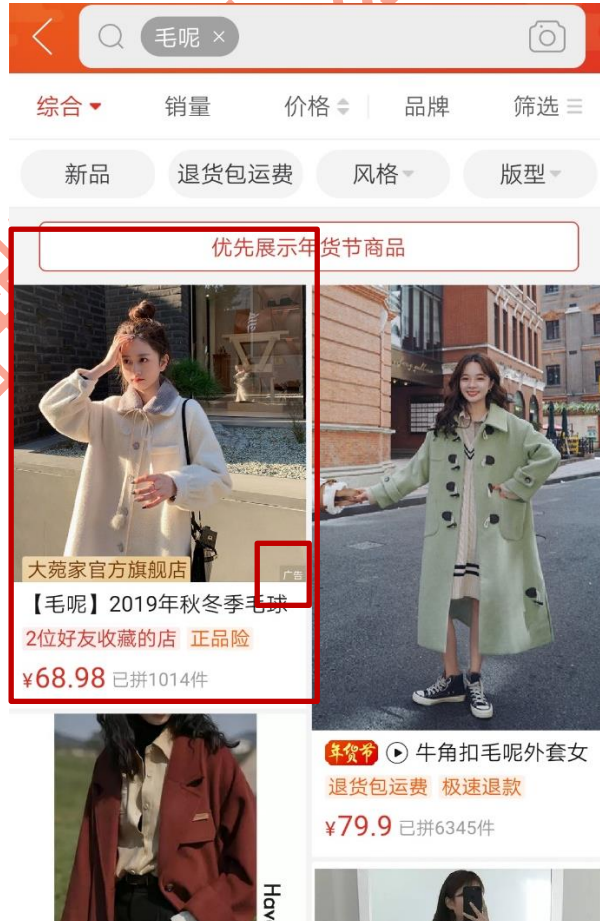 毛呢 ×
综合 销量 价格 品牌 筛选
新品 退货包运费 风格 版型
优先展示年货节商品
大菀家官方旗舰店
广告
【毛呢】2019年秋冬季毛球
2位好友收藏的店 正品险
¥68.98 已拼1014件
年货节 牛角扣毛呢外套女
退货包运费 极速退款
¥79.9 已拼6345件
Hav